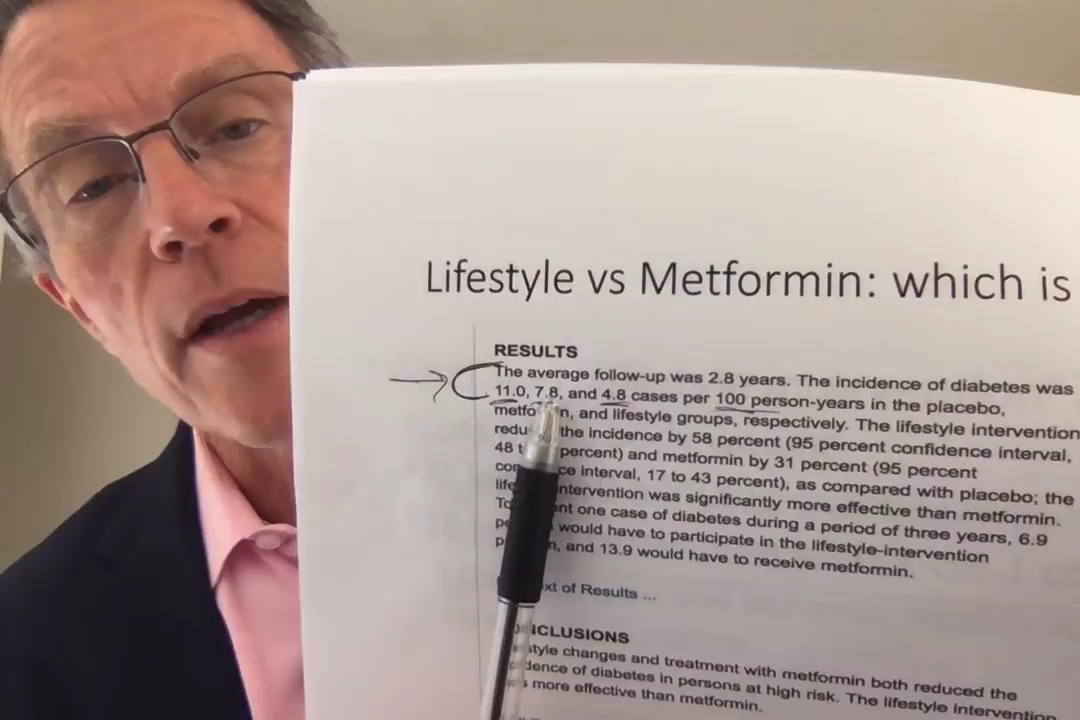 Lifestyle vs Metformin: which is
RESULTS
The average follow-up was 2.8 years. The incidence of diabetes was
11.0, 7.8, and 4.8 cases per 100 person-years in the placebo,
and lifestyle groups, respectively. The lifestyle intervention
the incidence by 58 percent (95 percent confidence interval,
48 percent) and metformin by 31 percent (95 percent
interval, 17 to 43 percent), as compared with placebo; the
intervention was significantly more effective than metformin.
one case of diabetes during a period of three years, 6.9
would have to participate in the lifestyle-intervention
and 13.9 would have to receive metformin.
of Results ...
CONCLUSIONS
changes and treatment with metformin both reduced the
of diabetes in persons at high risk. The lifestyle intervention
more effective than metformin.